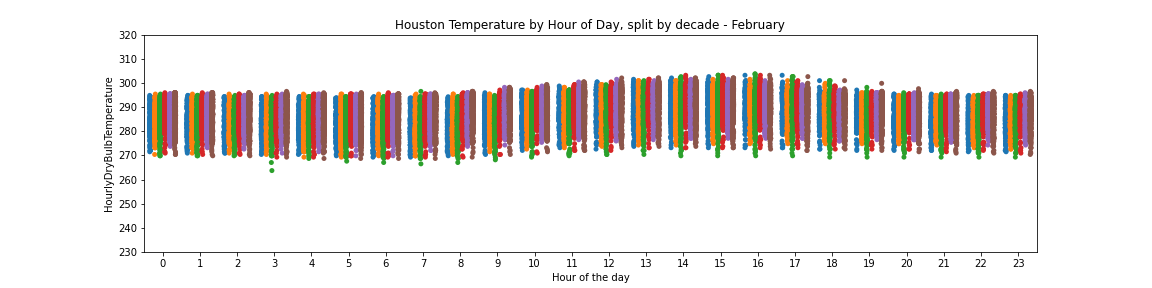 Houston Temperature by Hour of Day, split by decade - February
HourlyDryBulbTemperature
320
310
300
290
280
270
260
250
240
230
0 1 2 3 4 5 6 7 8 9 10 11 12 13 14 15 16 17 18 19 20 21 22 23
Hour of the day